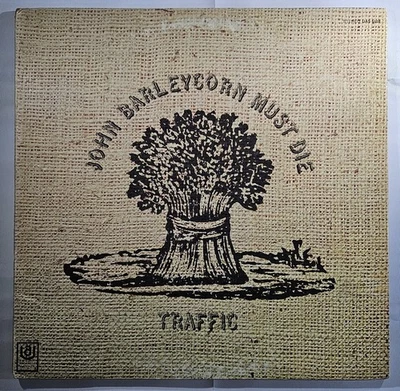 JOHN BARLEYCORN MUST DIE
TRAFFIC